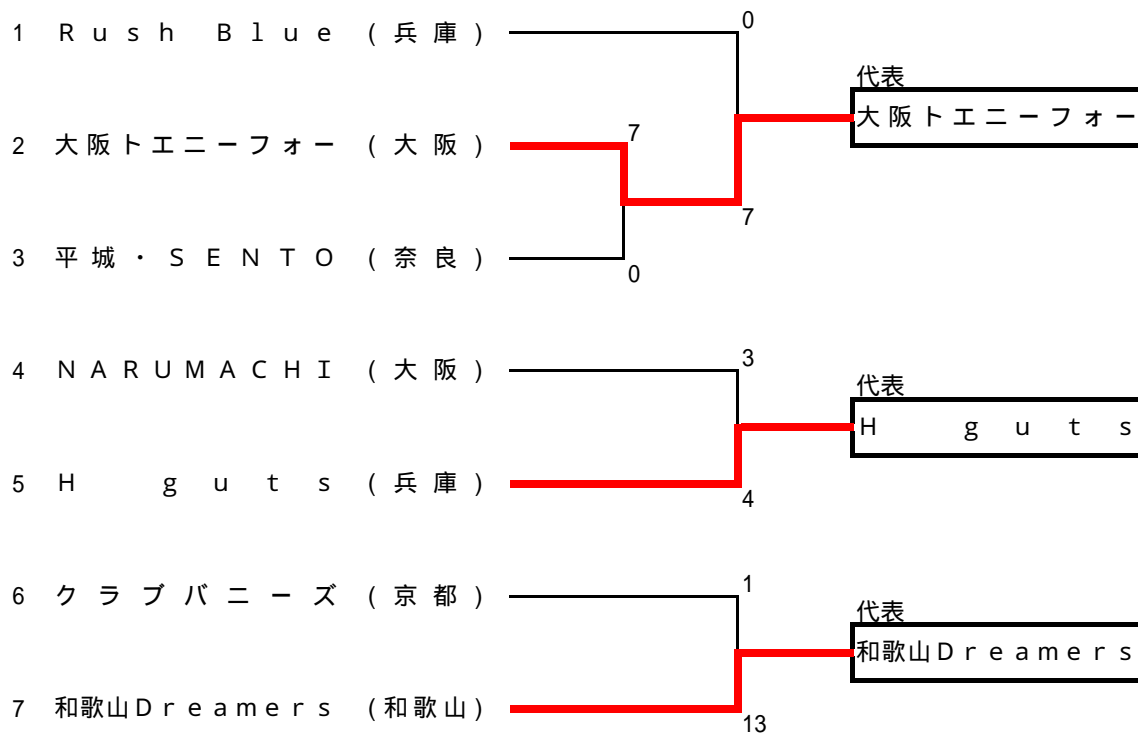 1 Rush Blue (兵庫) 0
代表
大阪トエニーフォー
2 大阪トエニーフォー (大阪) 7
7
3 平城・SENTO (奈良) 0
4 NARUMACHI (大阪) 3
代表
H guts
5 H guts (兵庫) 4
6 クラブバニーズ (京都) 1
代表
和歌山Dreamers
7 和歌山Dreamers (和歌山) 13